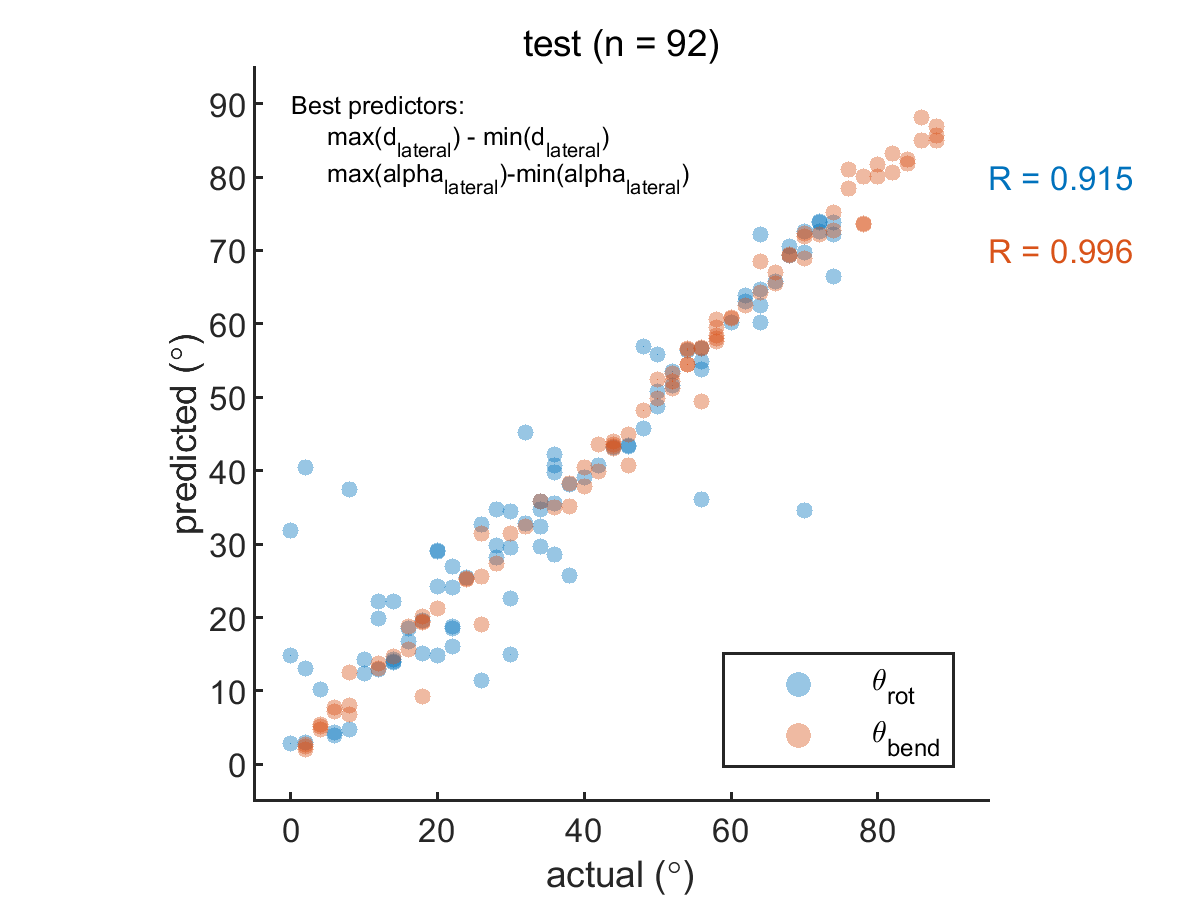 test (n = 92)
Best predictors:
max(d_lateral) - min(d_lateral)
max(alpha_lateral)-min(alpha_lateral)
R = 0.915
R = 0.996
predicted (°)
90
80
70
60
50
40
30
20
10
0
0 20 40 60 80
actual (°)
θ_rot
θ_bend